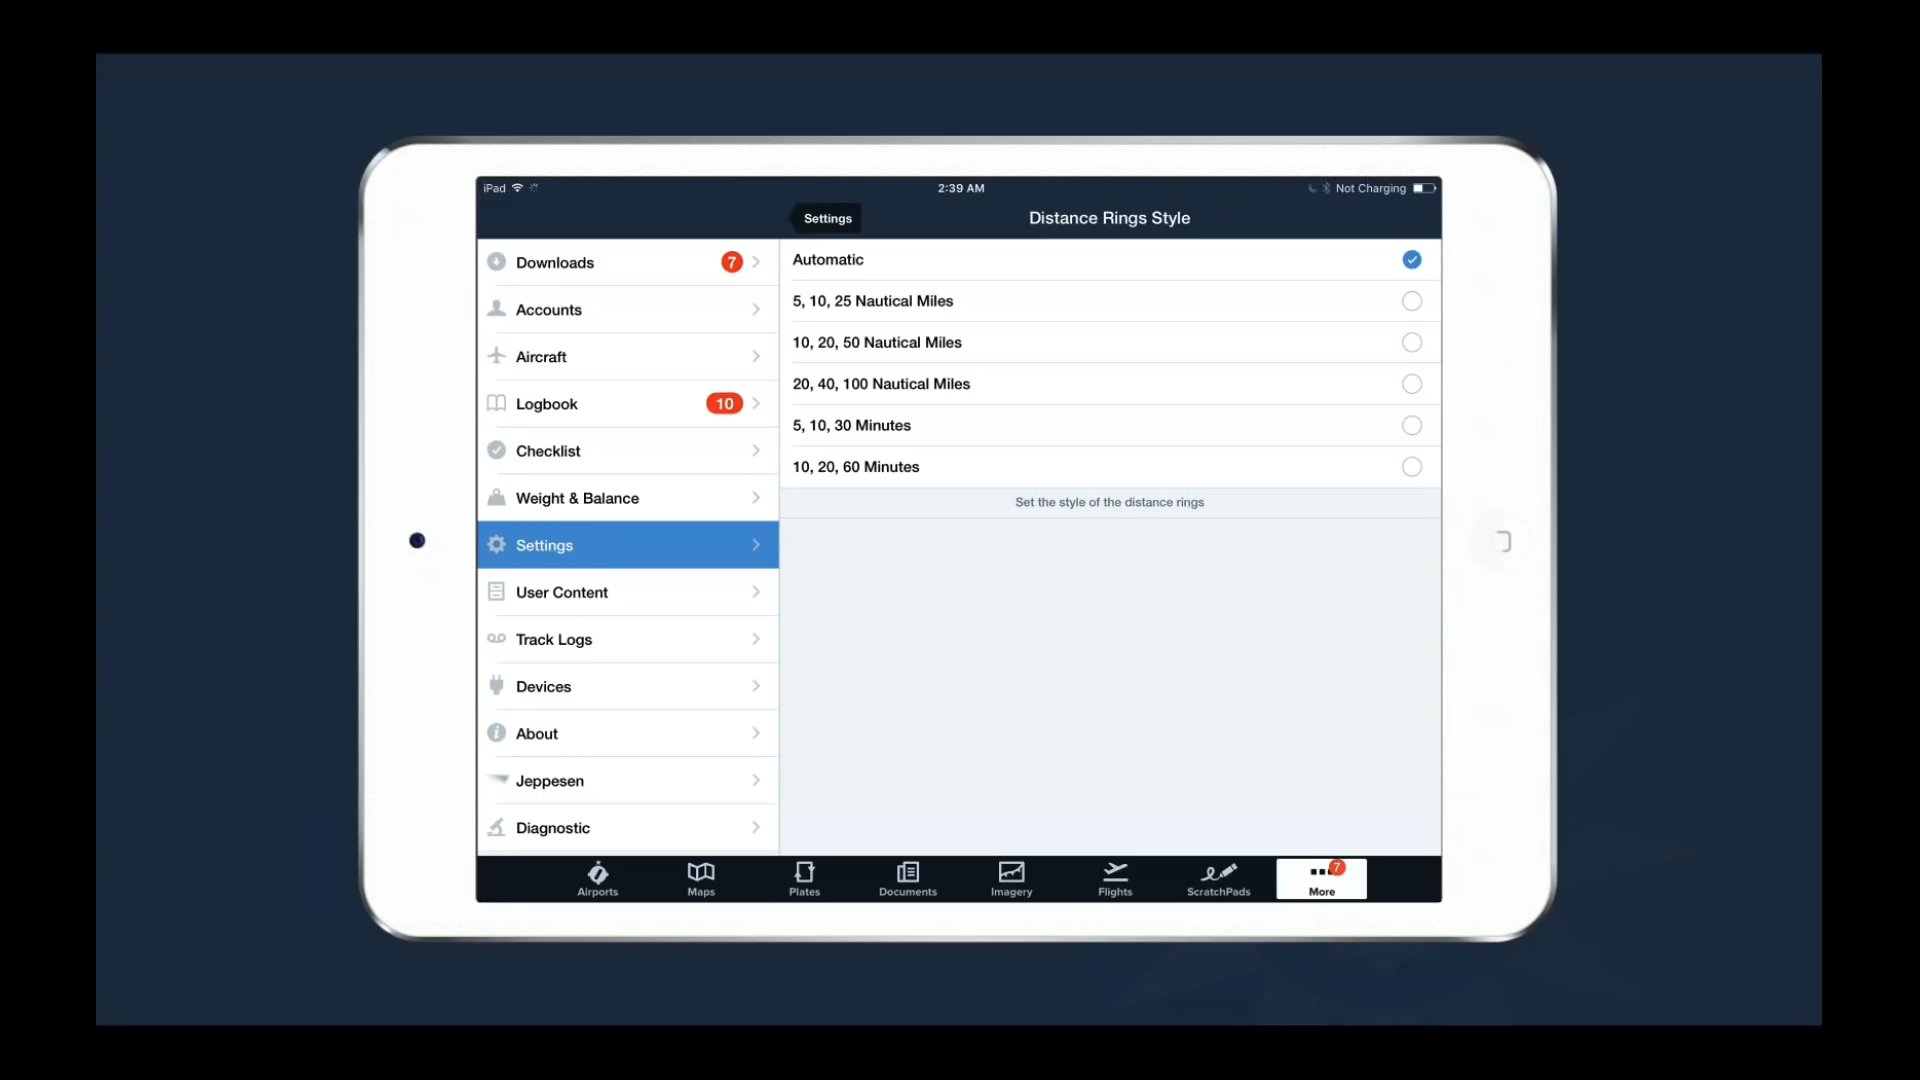 iPad
2:39 AM
Not Charging
Settings
Distance Rings Style
Downloads
7
Accounts
Aircraft
Logbook
10
Checklist
Weight & Balance
Settings
User Content
Track Logs
Devices
About
Jeppesen
Diagnostic
Automatic
5, 10, 25 Nautical Miles
10, 20, 50 Nautical Miles
20, 40, 100 Nautical Miles
5, 10, 30 Minutes
10, 20, 60 Minutes
Set the style of the distance rings
Airports
Maps
Plates
Documents
Imagery
Flights
ScratchPads
7
More